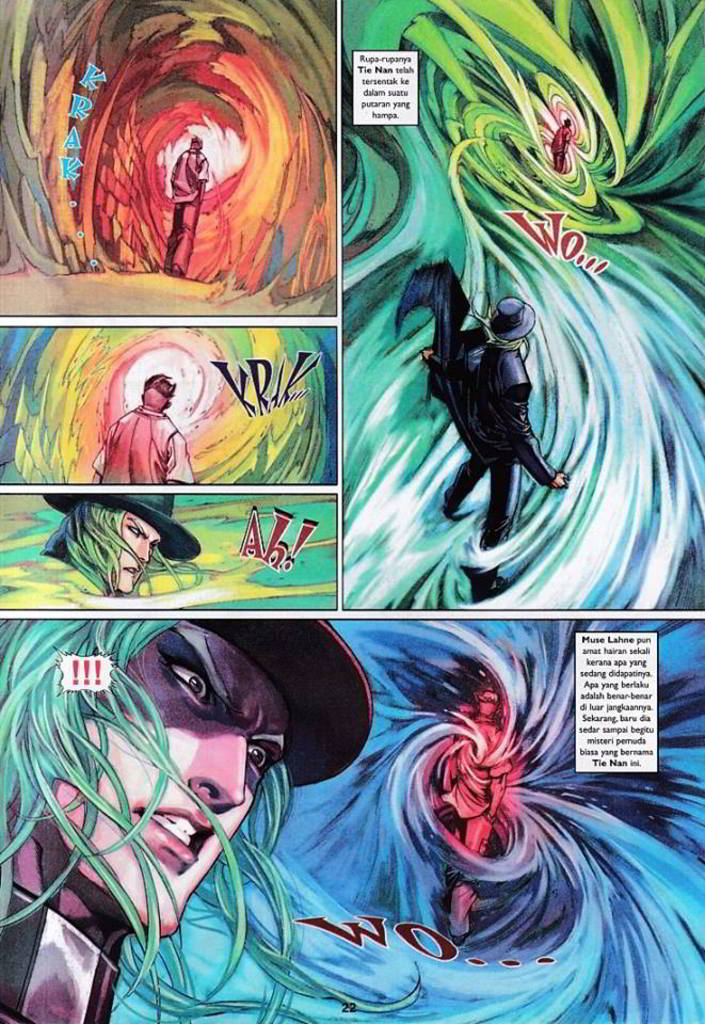 KRAK...
KRAK...
AH!
Rupa-rupanya
Tie Nan telah
tersentak ke
dalam suatu
putaran yang
hampa.
WO...
!!!
Muse Lahne pun
amat hairan sekali
kerana apa yang
sedang didapatinya.
Apa yang berlaku
adalah benar-benar
di luar jangkaannya.
Sekarang, baru dia
sedar sampai begitu
misteri pemuda
biasa yang bernama
Tie Nan ini.
WO...
22